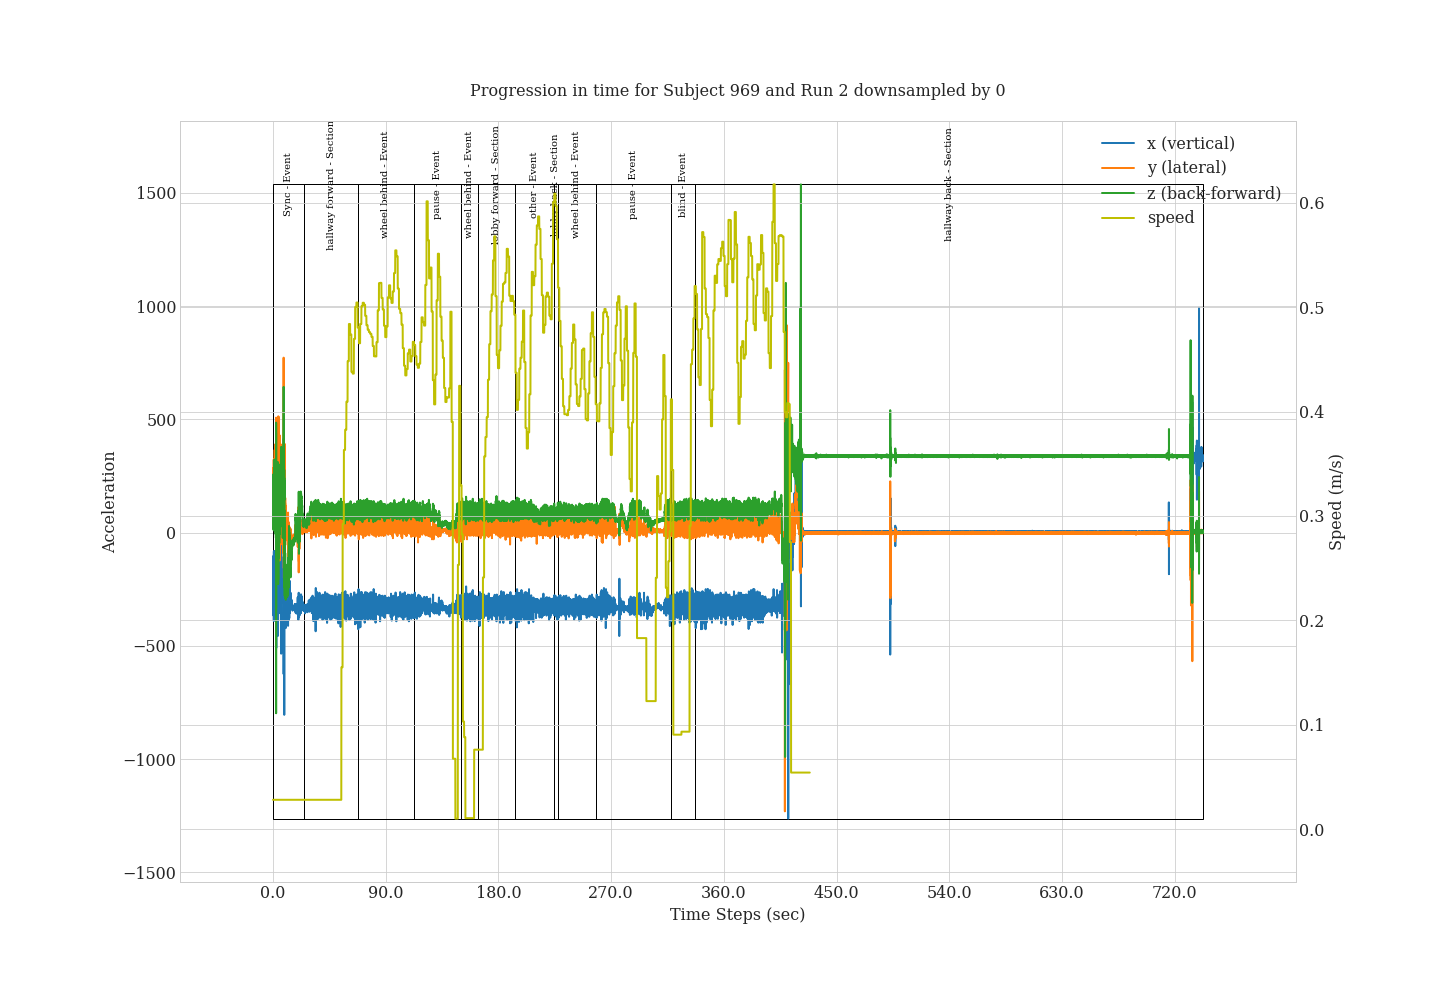 Progression in time for Subject 969 and Run 2 downsampled by 0
Sync - Event
hallway forward - Section
wheel behind - Event
pause - Event
wheel behind - Event
lobby forward - Section
other - Event
back - Section
wheel behind - Event
pause - Event
blind - Event
hallway back - Section
x (vertical)
y (lateral)
z (back-forward)
speed
Acceleration
1500
1000
500
0
−500
−1000
−1500
0.6
0.5
0.4
0.3
0.2
0.1
0.0
Speed (m/s)
0.0 90.0 180.0 270.0 360.0 450.0 540.0 630.0 720.0
Time Steps (sec)